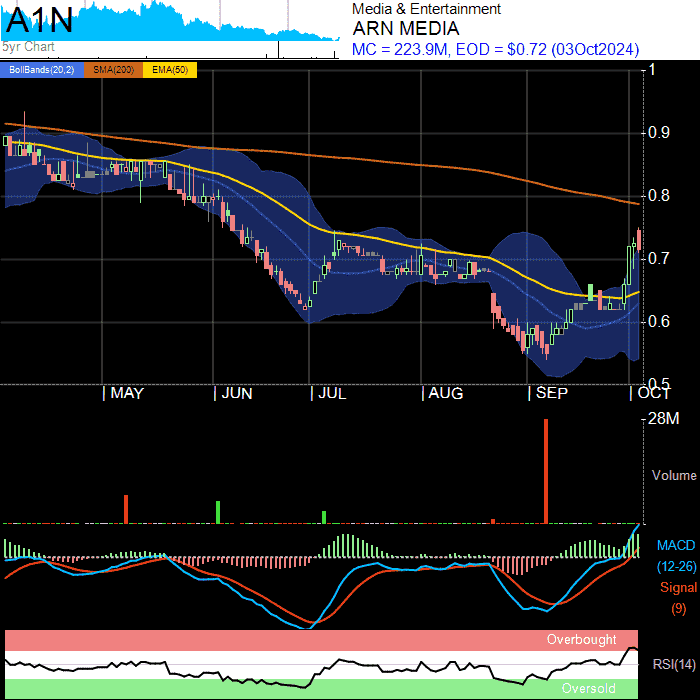 A1N
5yr Chart
Media & Entertainment
ARN MEDIA
MC = 223.9M, EOD = $0.72 (03Oct2024)
BollBands(20,2) SMA(200) EMA(50)
1
0.9
0.8
0.7
0.6
0.5
| MAY | JUN | JUL | AUG | SEP | OCT
28M
Volume
MACD
(12-26)
Signal
(9)
Overbought
RSI(14)
Oversold